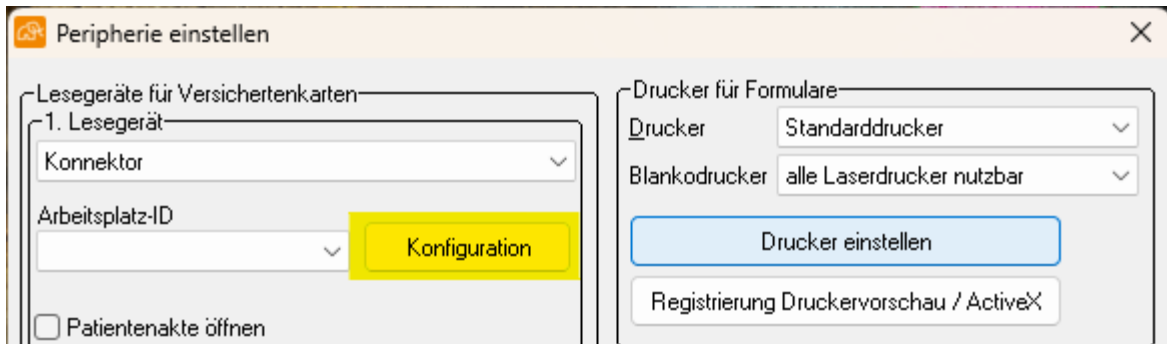 Peripherie einstellen
Lesegeräte für Versichertenkarten
1. Lesegerät
Konnektor
Arbeitsplatz-ID
Konfiguration
Patientenakte öffnen
Drucker für Formulare
Drucker Standarddrucker
Blankodrucker alle Laserdrucker nutzbar
Drucker einstellen
Registrierung Druckervorschau / ActiveX